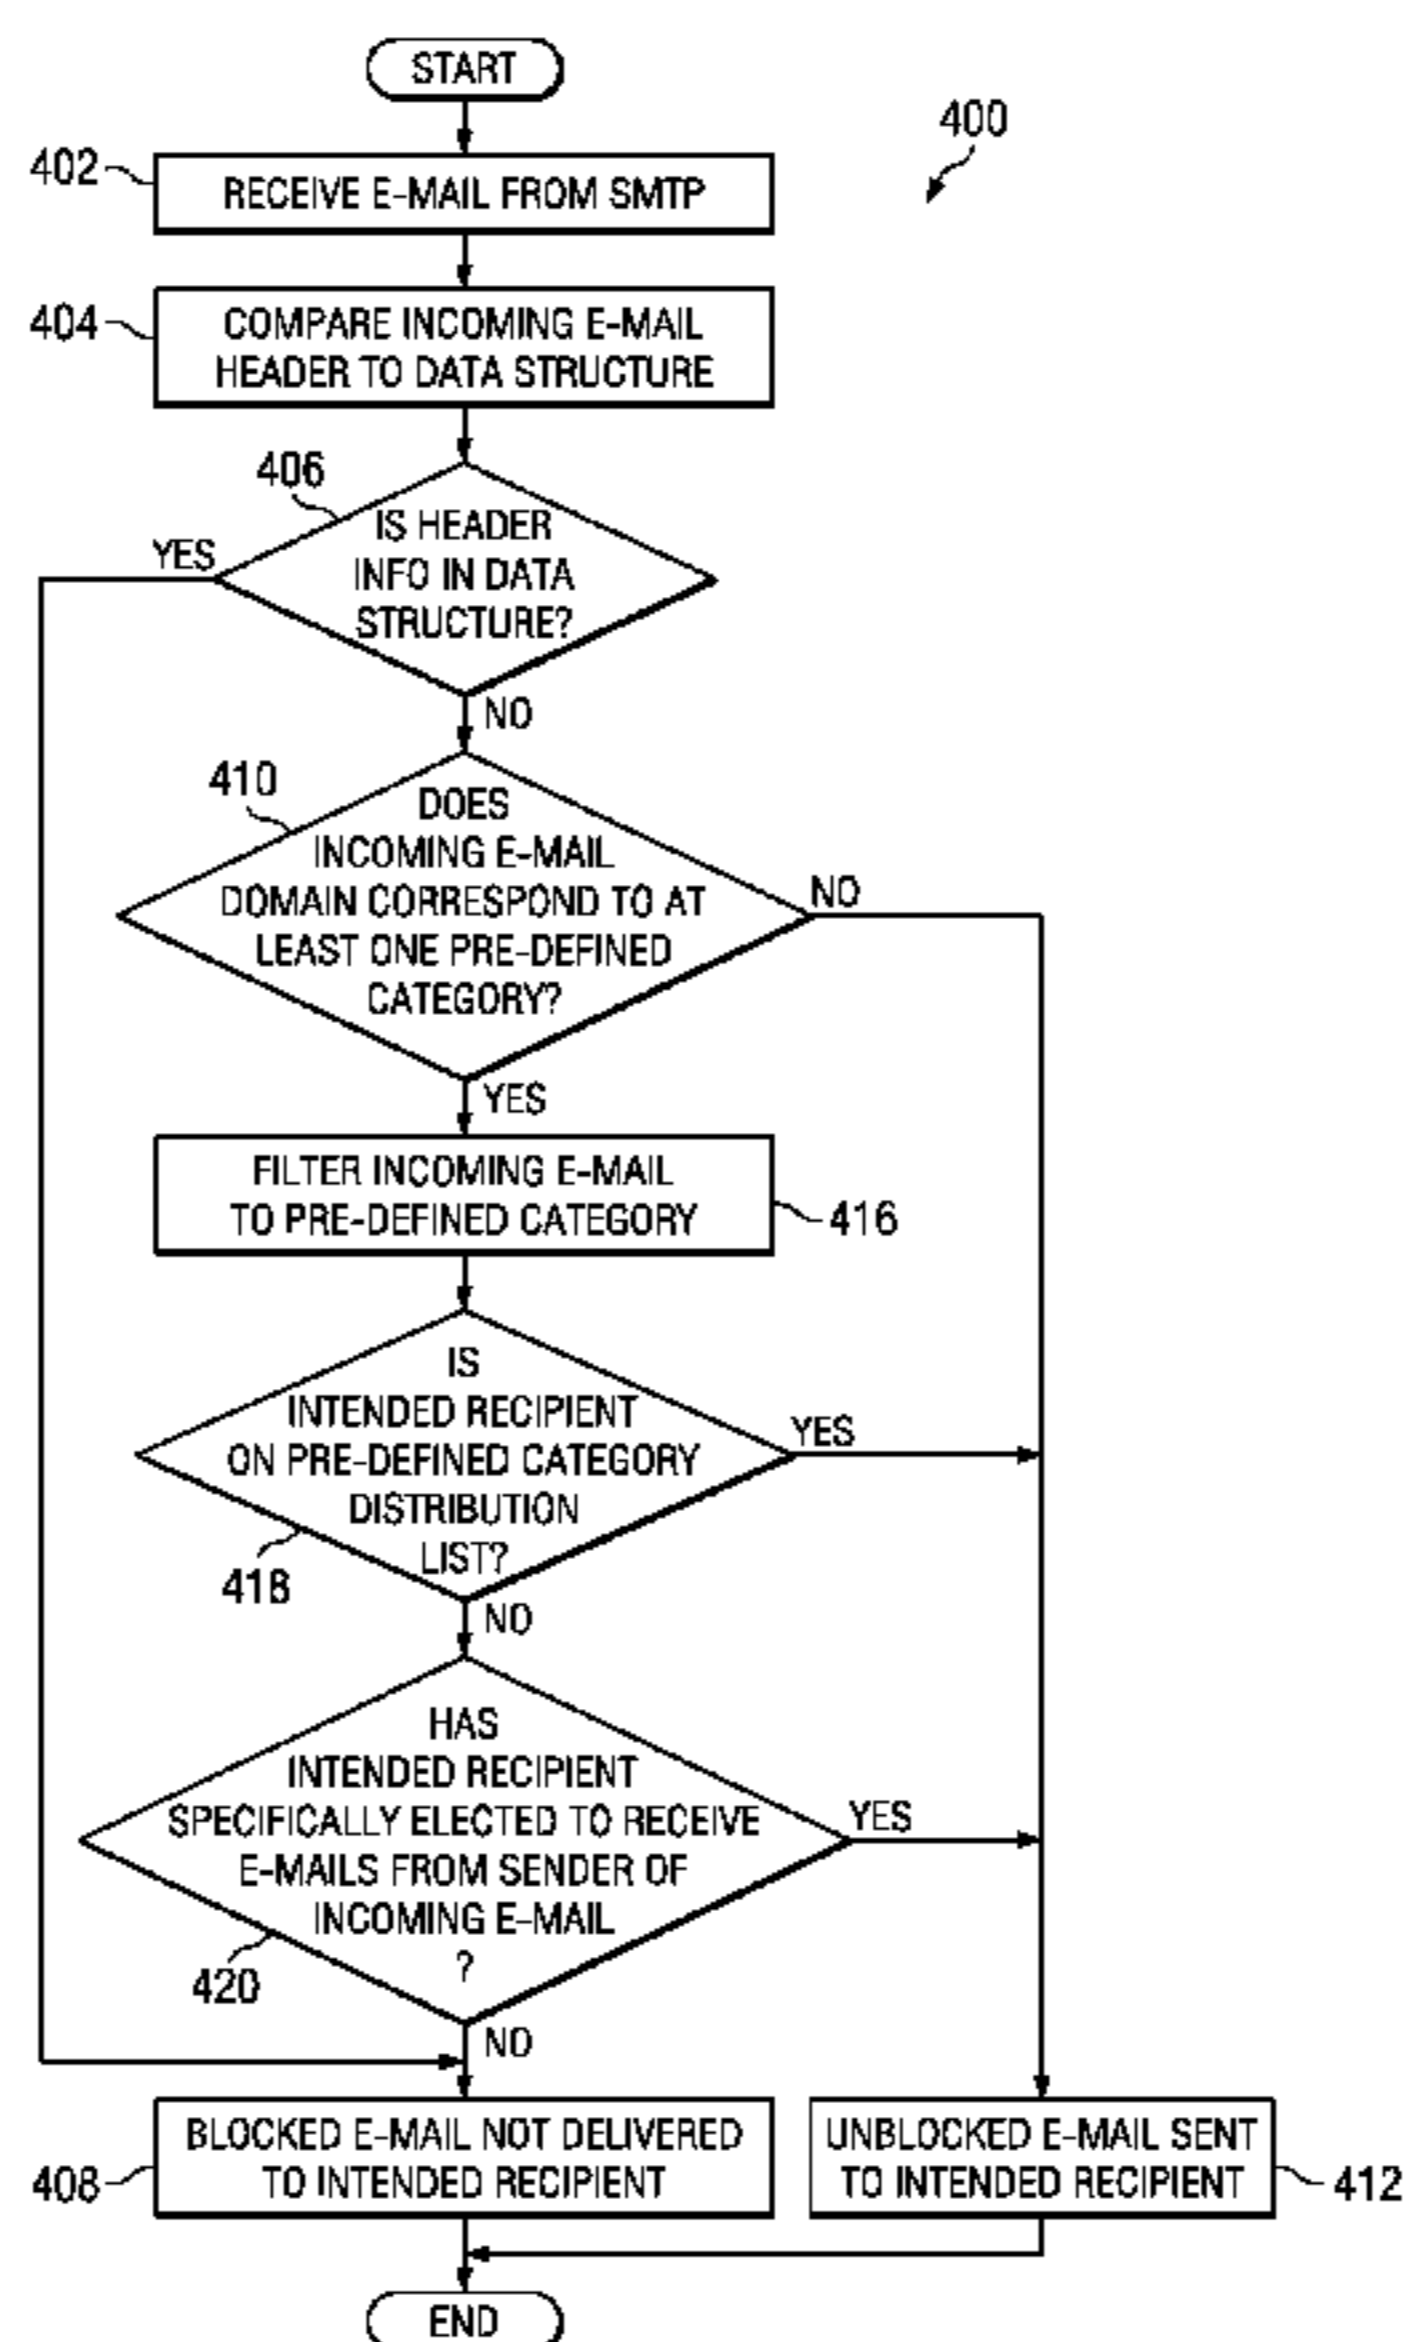 START
400
402
RECEIVE E-MAIL FROM SMTP
404
COMPARE INCOMING E-MAIL
HEADER TO DATA STRUCTURE
406
IS HEADER
INFO IN DATA
STRUCTURE?
YES
NO
410
DOES
INCOMING E-MAIL
DOMAIN CORRESPOND TO AT
LEAST ONE PRE-DEFINED
CATEGORY?
NO
YES
FILTER INCOMING E-MAIL
TO PRE-DEFINED CATEGORY
416
IS
INTENDED RECIPIENT
ON PRE-DEFINED CATEGORY
DISTRIBUTION
LIST?
YES
418
NO
HAS
INTENDED RECIPIENT
SPECIFICALLY ELECTED TO RECEIVE
E-MAILS FROM SENDER OF
INCOMING E-MAIL
?
YES
420
NO
BLOCKED E-MAIL NOT DELIVERED
TO INTENDED RECIPIENT
408
UNBLOCKED E-MAIL SENT
TO INTENDED RECIPIENT
412
END